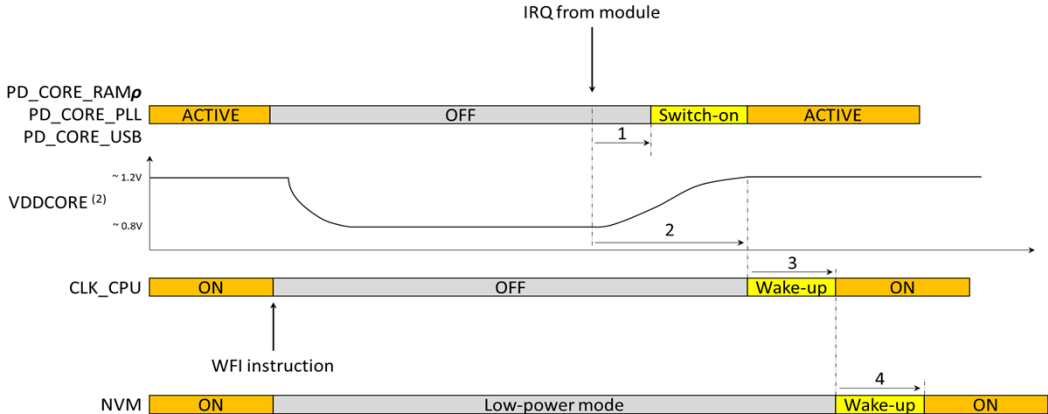 IRQ from module
PD_CORE_RAMρ
PD_CORE_PLL
PD_CORE_USB
ACTIVE OFF Switch-on ACTIVE
1
~ 1.2V
VDDCORE (2)
~ 0.8V
2
3
CLK_CPU ON OFF Wake-up ON
WFI instruction
4
NVM ON Low-power mode Wake-up ON